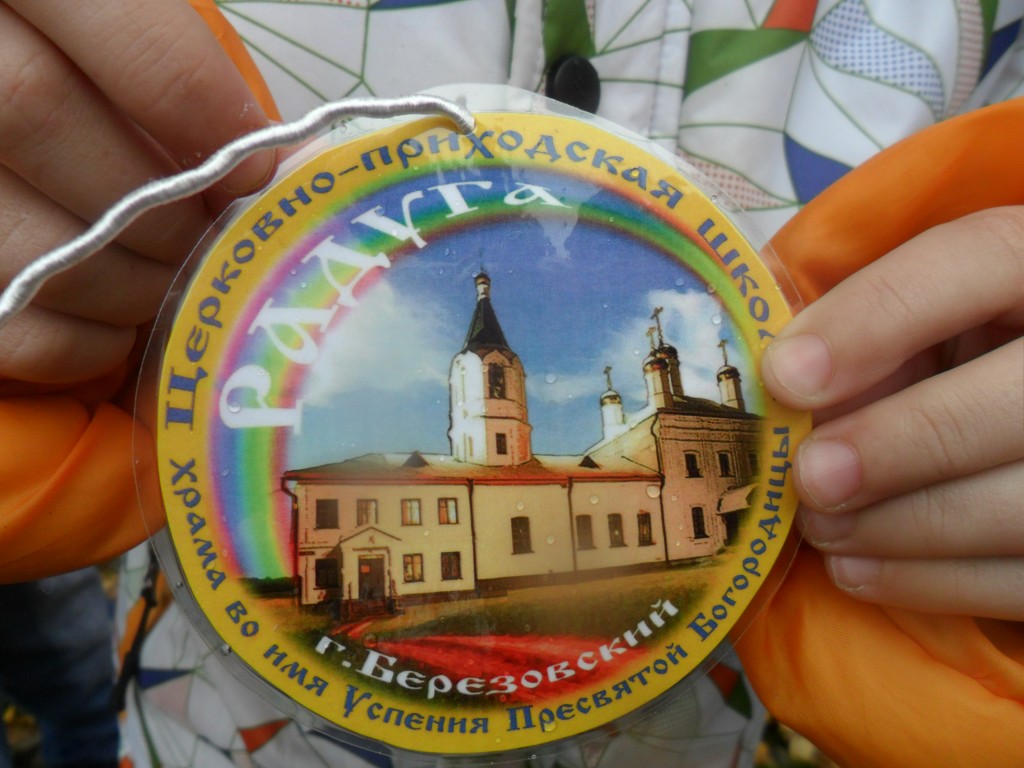 Церковно-приходская школ
Радуга
храма во имя Успения Пресвятой Богородицы
г.Березовский